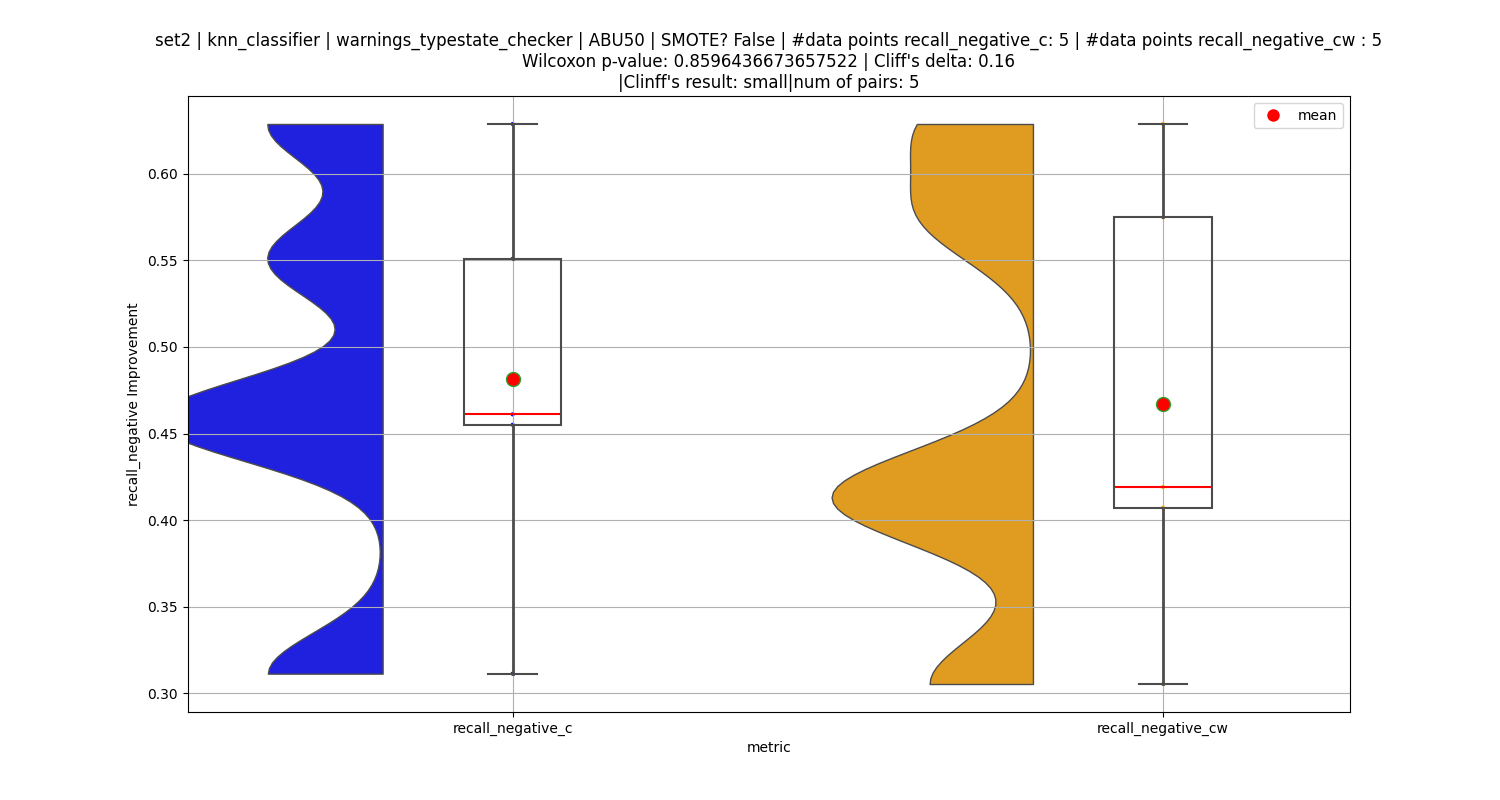 set2 | knn_classifier | warnings_typestate_checker | ABU50 | SMOTE? False | #data points recall_negative_c: 5 | #data points recall_negative_cw : 5
Wilcoxon p-value: 0.8596436673657522 | Cliff's delta: 0.16
|Clinff's result: small|num of pairs: 5
mean
0.60
0.55
0.50
0.45
0.40
0.35
0.30
recall_negative Improvement
recall_negative_c
recall_negative_cw
metric